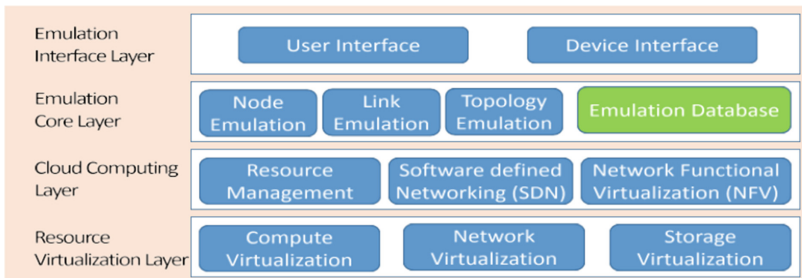 Emulation
Interface Layer
User Interface
Device Interface
Emulation
Core Layer
Node
Emulation
Link
Emulation
Topology
Emulation
Emulation Database
Cloud Computing
Layer
Resource
Management
Software defined
Networking (SDN)
Network Functional
Virtualization (NFV)
Resource
Virtualization Layer
Compute
Virtualization
Network
Virtualization
Storage
Virtualization